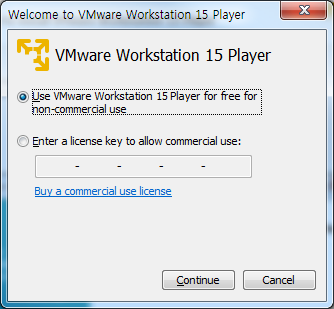 Welcome to VMware Workstation 15 Player
VMware Workstation 15 Player
Use VMware Workstation 15 Player for free for
non-commercial use
Enter a license key to allow commercial use:
- - - -
Buy a commercial use license
Continue Cancel